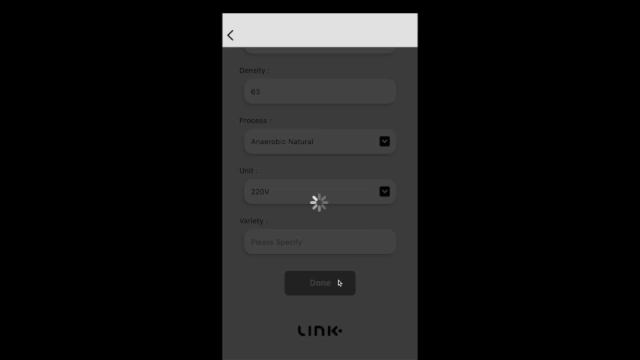 Density :
63
Process :
Anaerobic Natural
Unit :
220V
Variety :
Please Specify
Done
LINK